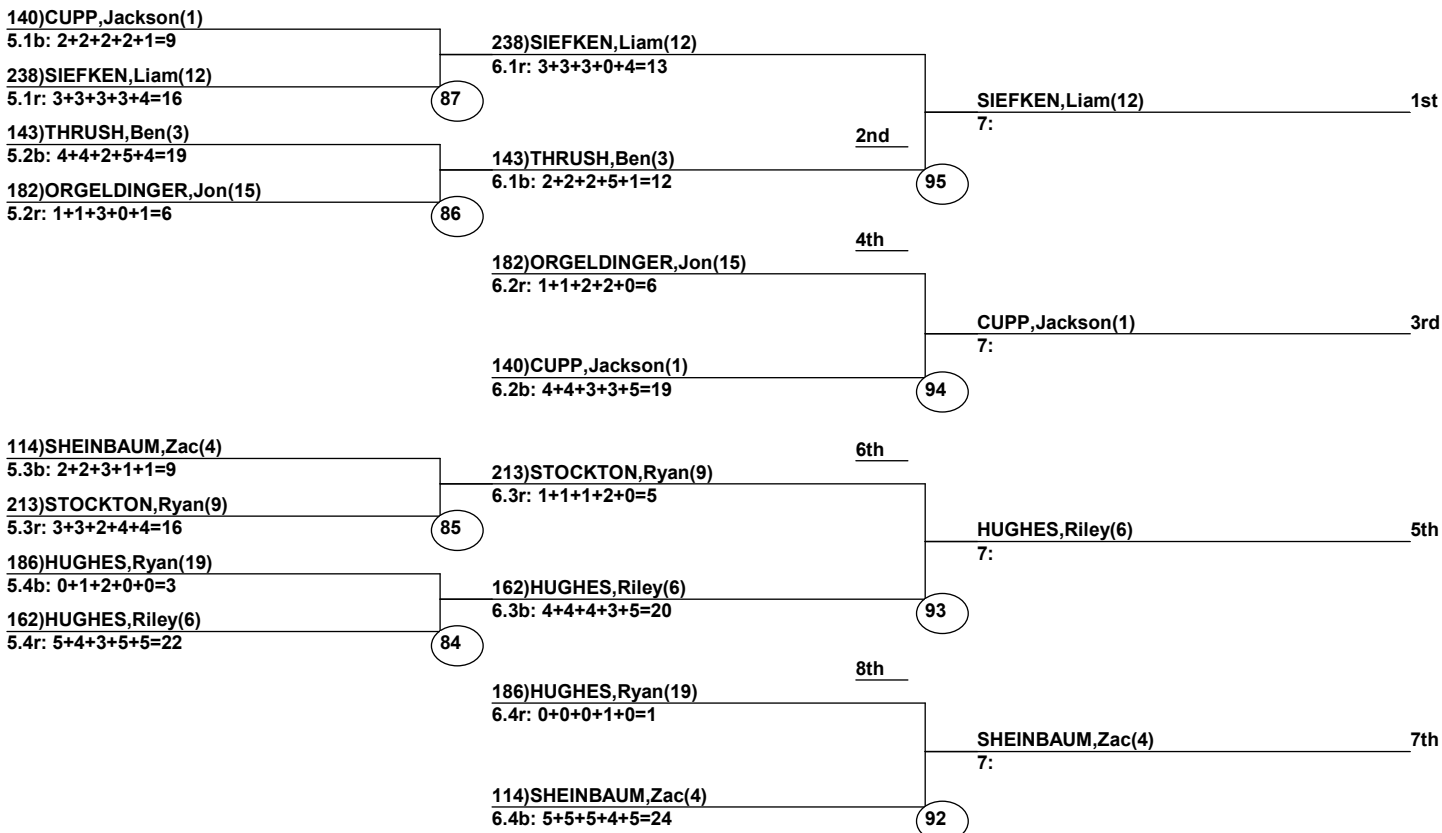 140)CUPP,Jackson(1)
5.1b: 2+2+2+2+1=9
238)SIEFKEN,Liam(12)
5.1r: 3+3+3+3+4=16
87
143)THRUSH,Ben(3)
5.2b: 4+4+2+5+4=19
182)ORGELDINGER,Jon(15)
5.2r: 1+1+3+0+1=6
86
238)SIEFKEN,Liam(12)
6.1r: 3+3+3+0+4=13
143)THRUSH,Ben(3)
6.1b: 2+2+2+5+1=12
2nd
95
SIEFKEN,Liam(12)
7:
1st
182)ORGELDINGER,Jon(15)
6.2r: 1+1+2+2+0=6
4th
140)CUPP,Jackson(1)
6.2b: 4+4+3+3+5=19
94
CUPP,Jackson(1)
7:
3rd
114)SHEINBAUM,Zac(4)
5.3b: 2+2+3+1+1=9
213)STOCKTON,Ryan(9)
5.3r: 3+3+2+4+4=16
85
186)HUGHES,Ryan(19)
5.4b: 0+1+2+0+0=3
162)HUGHES,Riley(6)
5.4r: 5+4+3+5+5=22
84
213)STOCKTON,Ryan(9)
6.3r: 1+1+1+2+0=5
6th
162)HUGHES,Riley(6)
6.3b: 4+4+4+3+5=20
93
HUGHES,Riley(6)
7:
5th
186)HUGHES,Ryan(19)
6.4r: 0+0+0+1+0=1
8th
114)SHEINBAUM,Zac(4)
6.4b: 5+5+5+4+5=24
92
SHEINBAUM,Zac(4)
7:
7th